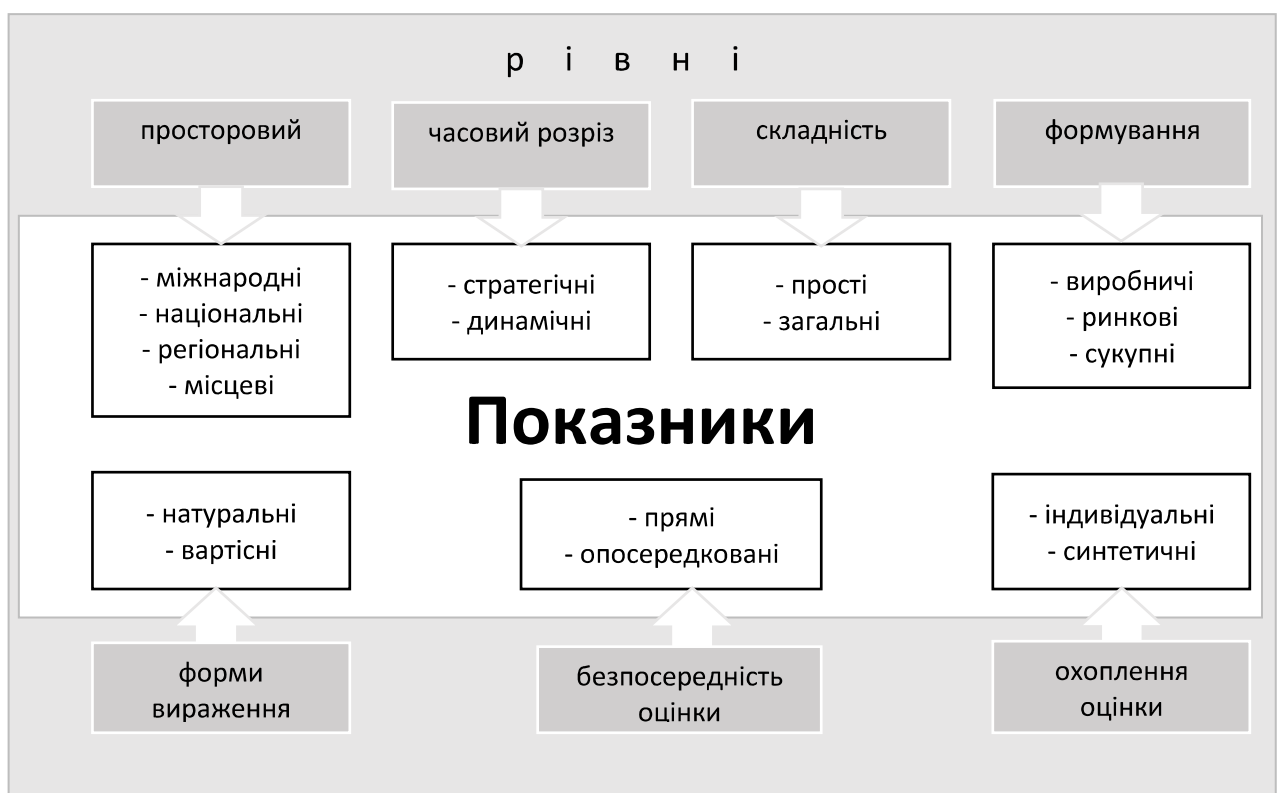 р і в н і
просторовий
часовий розріз
складність
формування
- міжнародні
- національні
- регіональні
- місцеві
- стратегічні
- динамічні
- прості
- загальні
- виробничі
- ринкові
- сукупні
Показники
- натуральні
- вартісні
- прямі
- опосередковані
- індивідуальні
- синтетичні
форми
вираження
безпосередність
оцінки
охоплення
оцінки